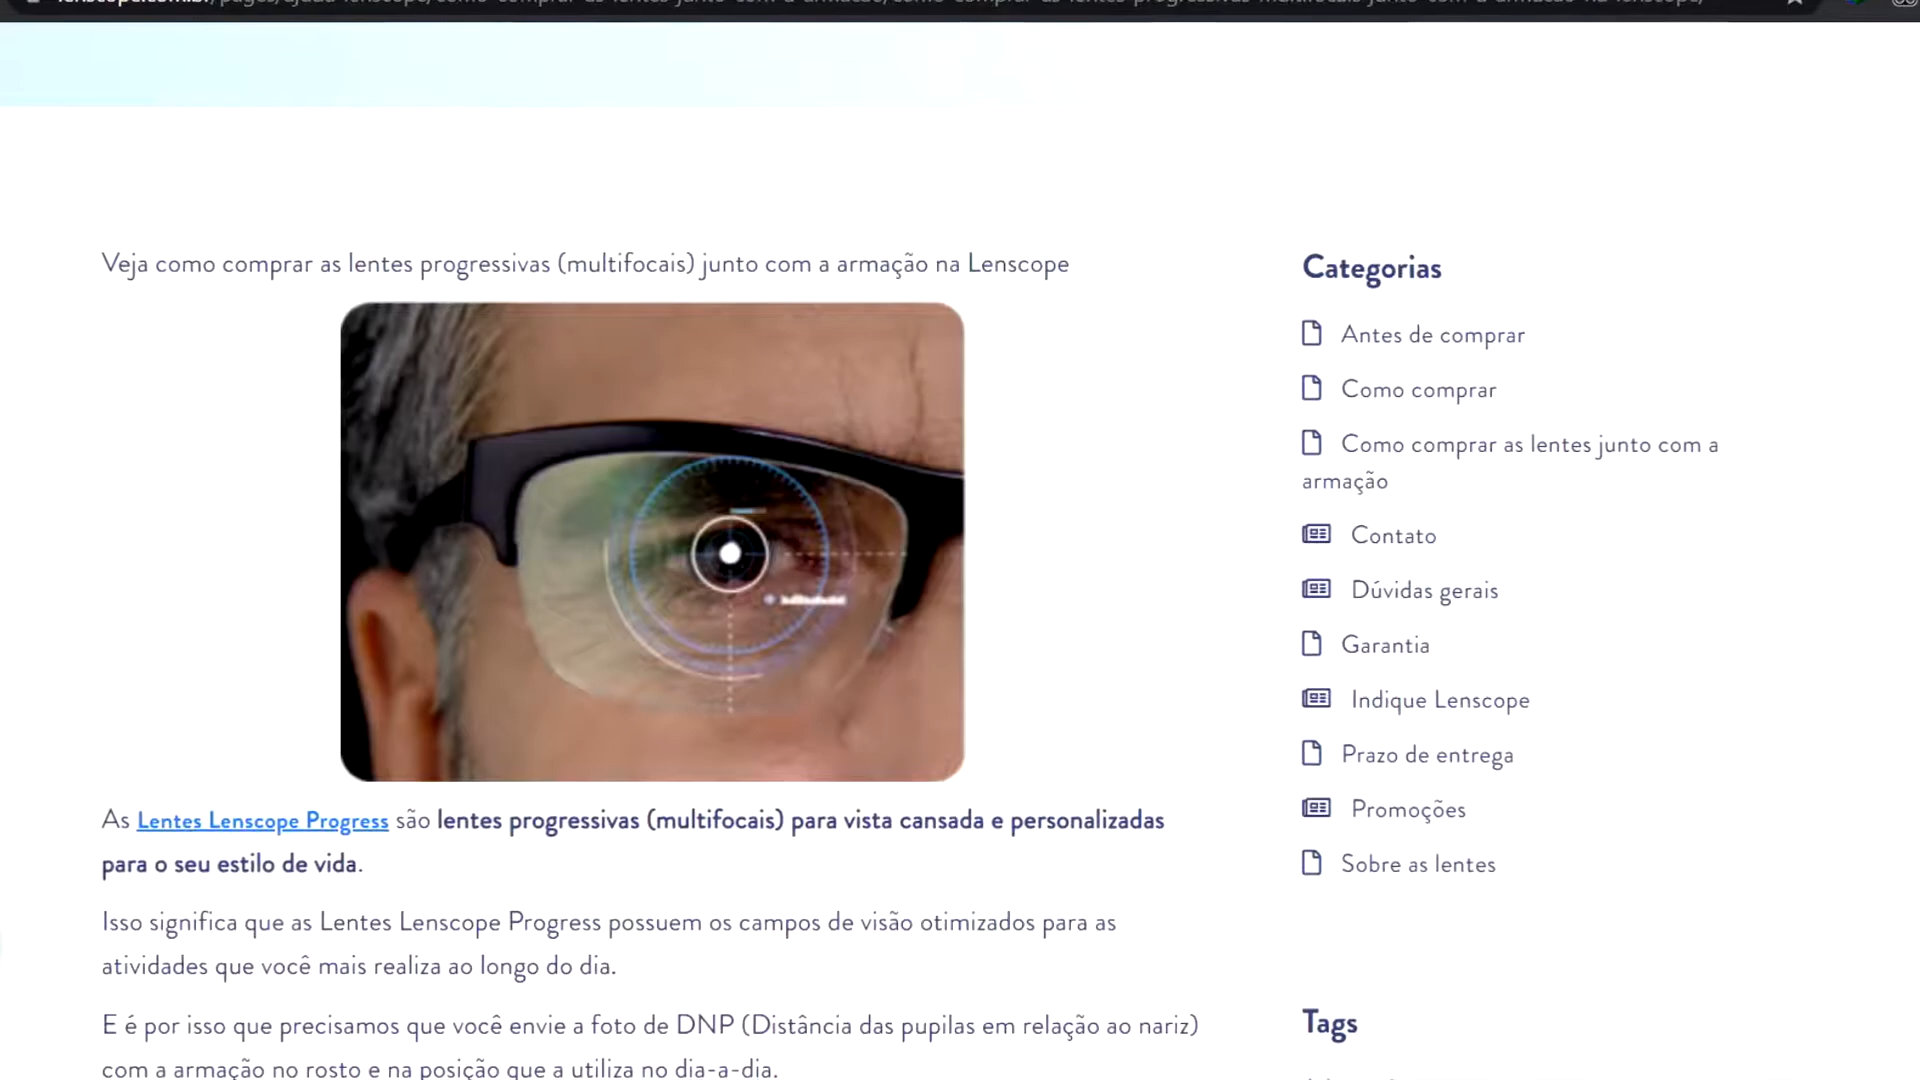 Veja como comprar as lentes progressivas (multifocais) junto com a armação na Lenscope
As Lentes Lenscope Progress são lentes progressivas (multifocais) para vista cansada e personalizadas
para o seu estilo de vida.
Isso significa que as Lentes Lenscope Progress possuem os campos de visão otimizados para as
atividades que você mais realiza ao longo do dia.
E é por isso que precisamos que você envie a foto de DNP (Distância das pupilas em relação ao nariz)
com a armação no rosto e na posição que a utiliza no dia-a-dia.
Categorias
Antes de comprar
Como comprar
Como comprar as lentes junto com a
armação
Contato
Dúvidas gerais
Garantia
Indique Lenscope
Prazo de entrega
Promoções
Sobre as lentes
Tags